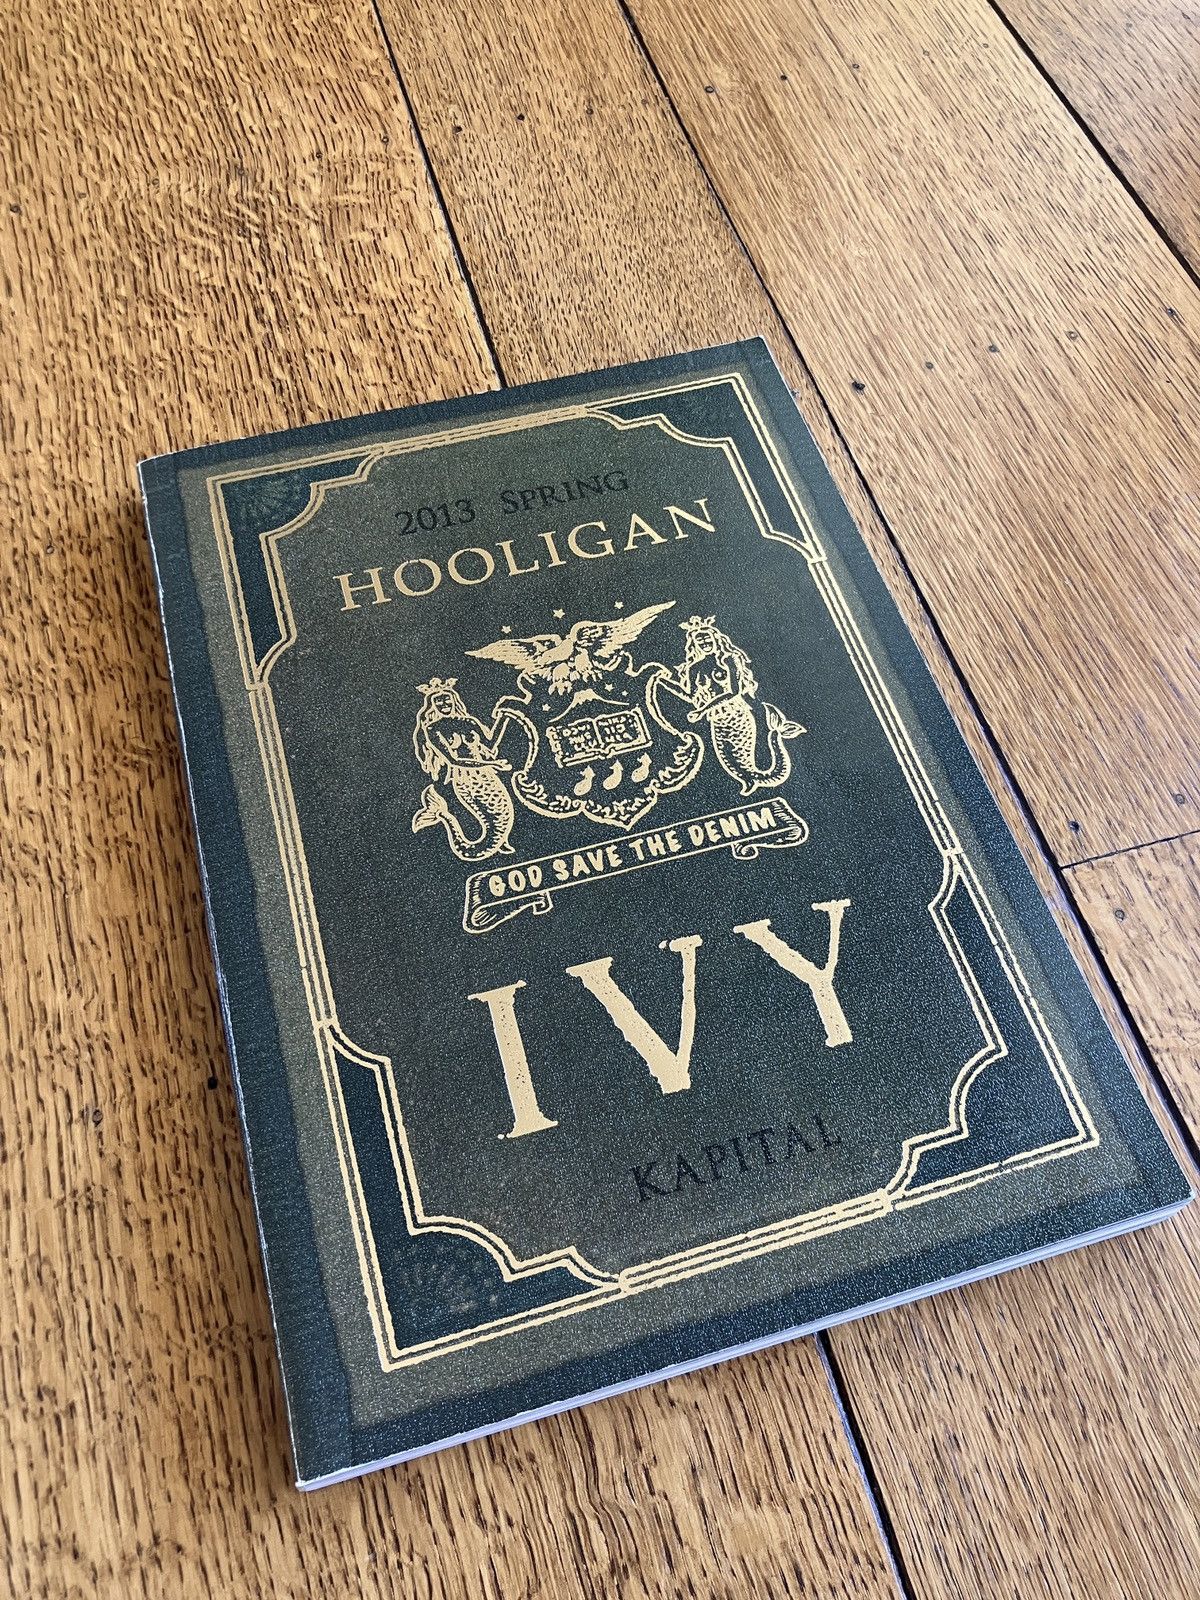 2013 SPRING
HOOLIGAN
GOD SAVE THE DENIM
IVY
KAPITAL